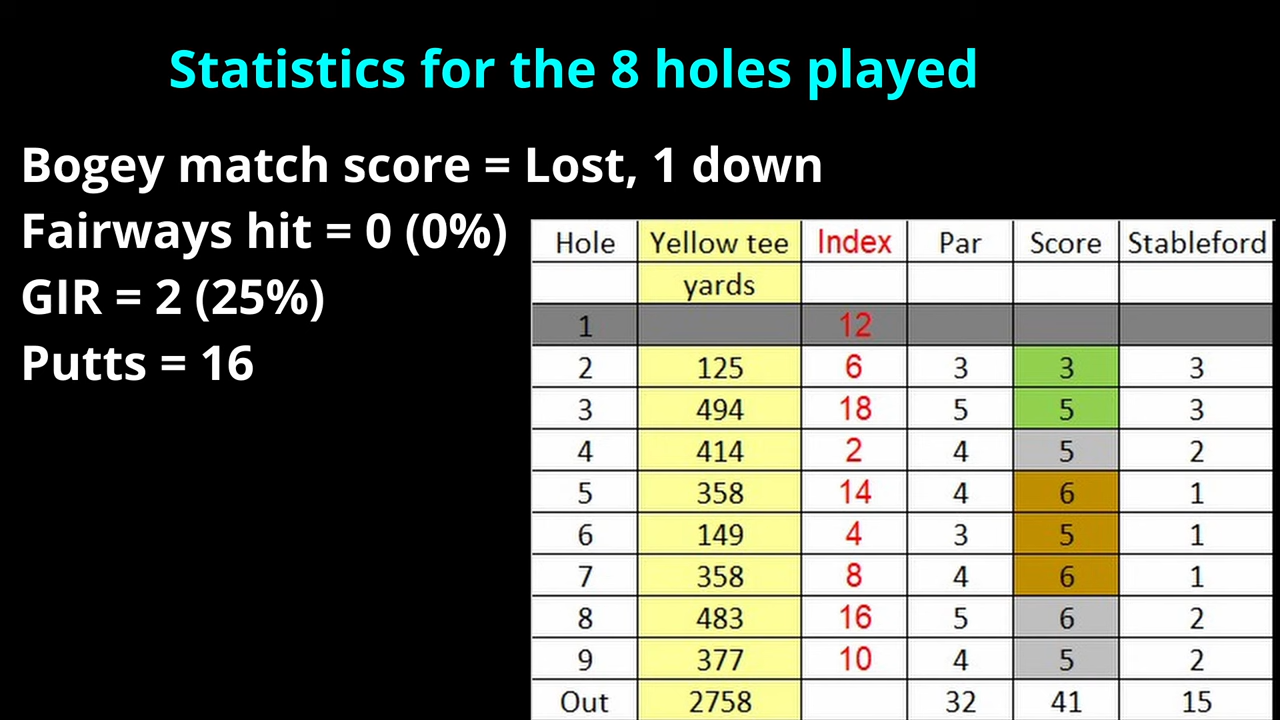 Statistics for the 8 holes played
Bogey match score = Lost, 1 down
Fairways hit = 0 (0%)
GIR = 2 (25%)
Putts = 16
Hole Yellow tee Index Par Score Stableford
yards
1 12
2 125 6 3 3 3
3 494 18 5 5 3
4 414 2 4 5 2
5 358 14 4 6 1
6 149 4 3 5 1
7 358 8 4 6 1
8 483 16 5 6 2
9 377 10 4 5 2
Out 2758 32 41 15